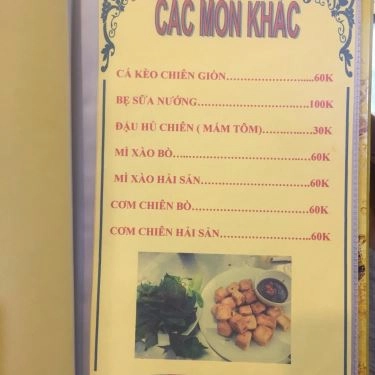 CÁC MÓN KHÁC
CÁ KÈO CHIÊN GIÒN.....................60K
BẸ SỮA NƯỚNG..........................100K
ĐẬU HŨ CHIÊN ( MÁM TÔM)..............30K
MÌ XÀO BÒ..............................60K
MÌ XÀO HẢI SẢN........................60K
CƠM CHIÊN BÒ..........................60K
CƠM CHIÊN HẢI SẢN....................60K